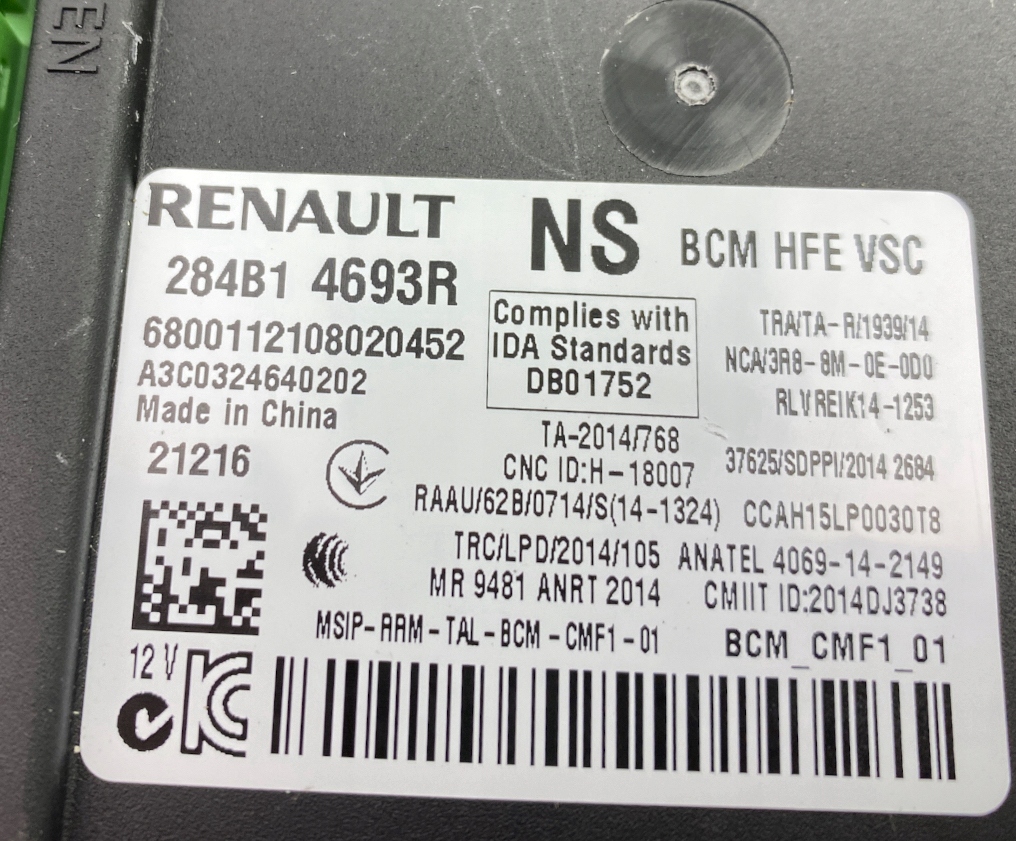 EN
RENAULT
NS
BCM HFE VSC
284B1 4693R
6800112108020452
A3C0324640202
Made in China
21216
Complies with
IDA Standards
DB01752
TRA/TA-R/1939/14
NCA/3R8-8M-0E-0D0
RLVREIK14-1253
TA-2014/768
CNC ID:H-18007
37625/SDPPI/2014 2684
RAAU/62B/0714/S(14-1324)
CCAH15LP0030T8
TRC/LPD/2014/105
ANATEL 4069-14-2149
MR 9481 ANRT 2014
CMIIT ID:2014DJ3738
MSIP-RRM-TAL-BCM-CMF1-01
BCM_CMF1_01
12 V